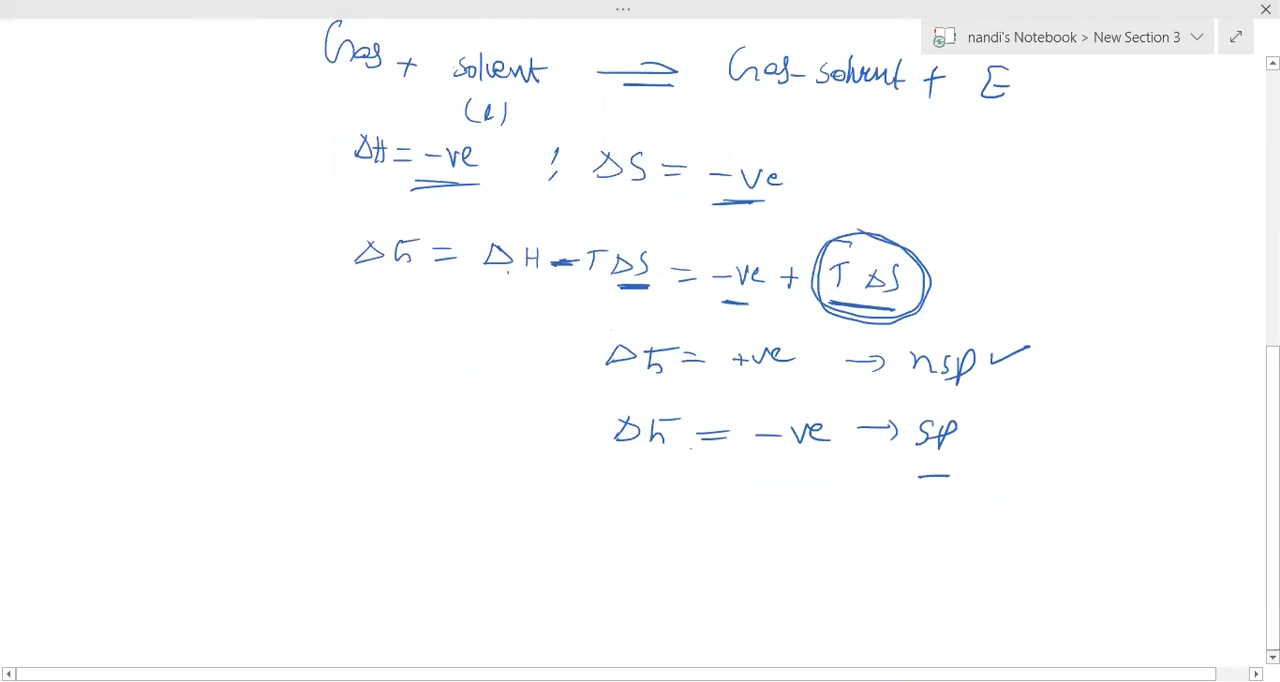 nandi's Notebook > New Section 3
Gas + solvent ⇌ Gas-solvent + E
(l)
ΔH = -ve ; ΔS = -ve
ΔG = ΔH - TΔS = -ve + TΔS
ΔG = +ve → nsp ✓
ΔG = -ve → sp